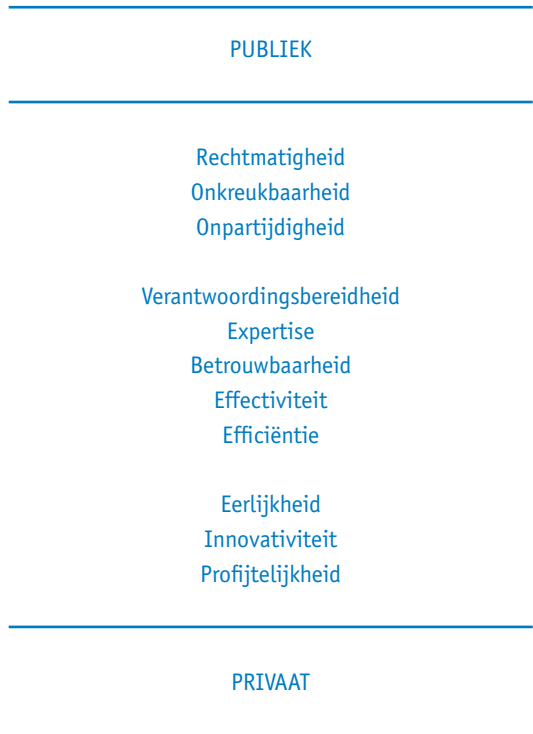 PUBLIEK
Rechtmatigheid
Onkreukbaarheid
Onpartijdigheid
Verantwoordingsbereidheid
Expertise
Betrouwbaarheid
Effectiviteit
Efficiëntie
Eerlijkheid
Innovativiteit
Profijtelijkheid
PRIVAAT